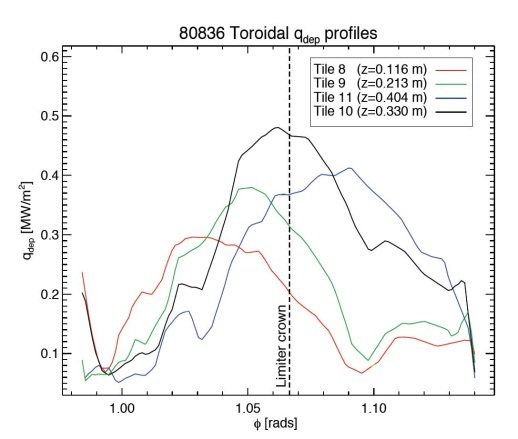 80836 Toroidal q_dep profiles
Tile 8 (z=0.116 m)
Tile 9 (z=0.213 m)
Tile 11 (z=0.404 m)
Tile 10 (z=0.330 m)
0.6
0.5
0.4
0.3
0.2
0.1
q_dep [MW/m²]
Limiter crown
1.00
1.05
1.10
ϕ [rads]